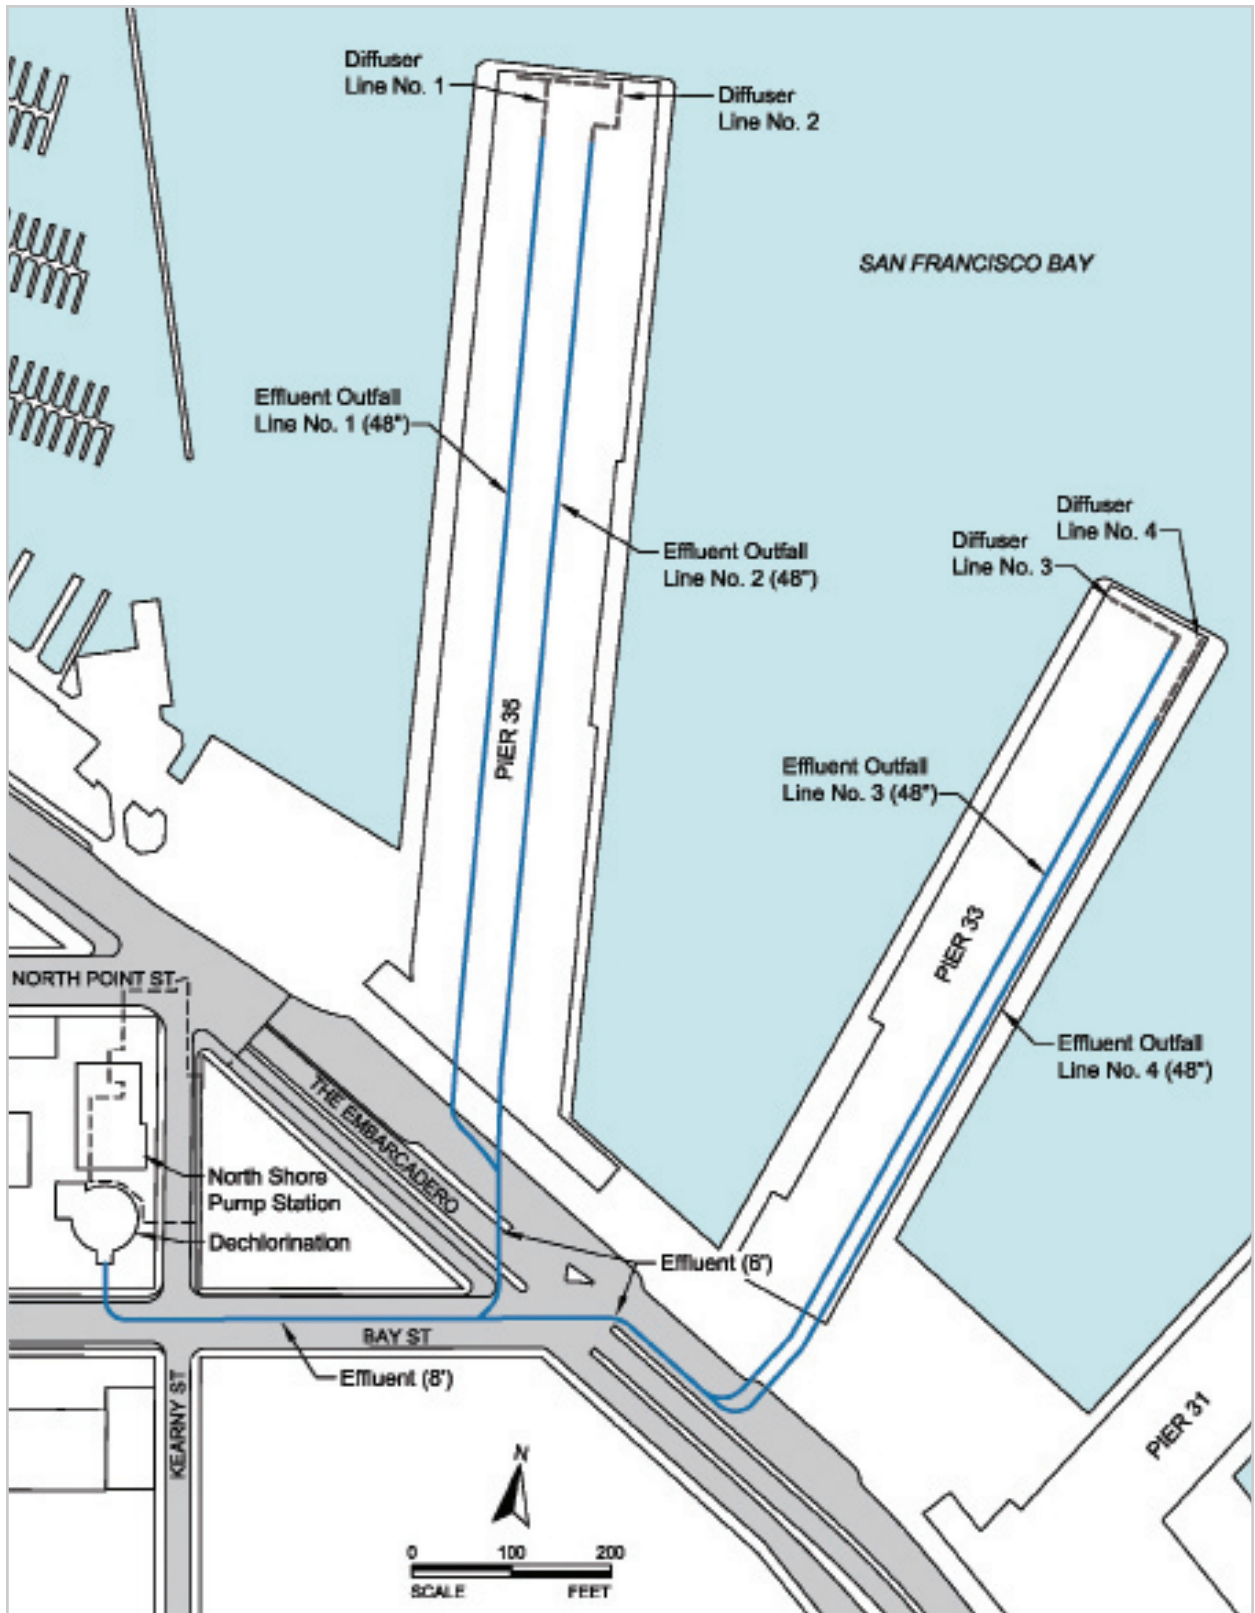 Diffuser
Line No. 1
Diffuser
Line No. 2
SAN FRANCISCO BAY
Effluent Outfall
Line No. 1 (48")
Diffuser
Line No. 4
Diffuser
Line No. 3
Effluent Outfall
Line No. 2 (48")
PIER 35
Effluent Outfall
Line No. 3 (48")
PIER 33
NORTH POINT ST
Effluent Outfall
Line No. 4 (48")
THE EMBARCADERO
North Shore
Pump Station
Dechlorination
Effluent (6')
BAY ST
Effluent (8')
KEARNY ST
PIER 31
N
0 100 200
SCALE FEET